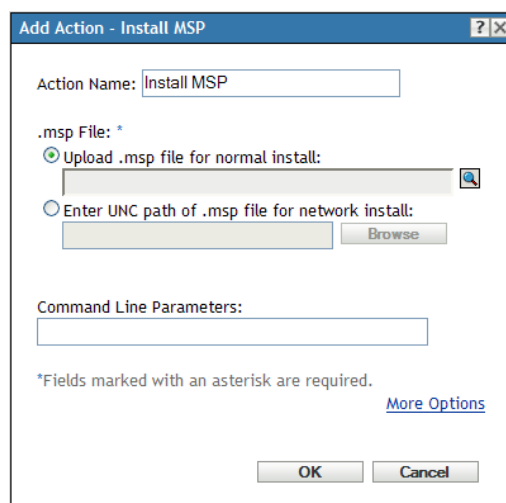 Add Action - Install MSP
?
X
Action Name: Install MSP
.msp File: *
Upload .msp file for normal install:
Enter UNC path of .msp file for network install:
Browse
Command Line Parameters:
*Fields marked with an asterisk are required.
More Options
OK
Cancel